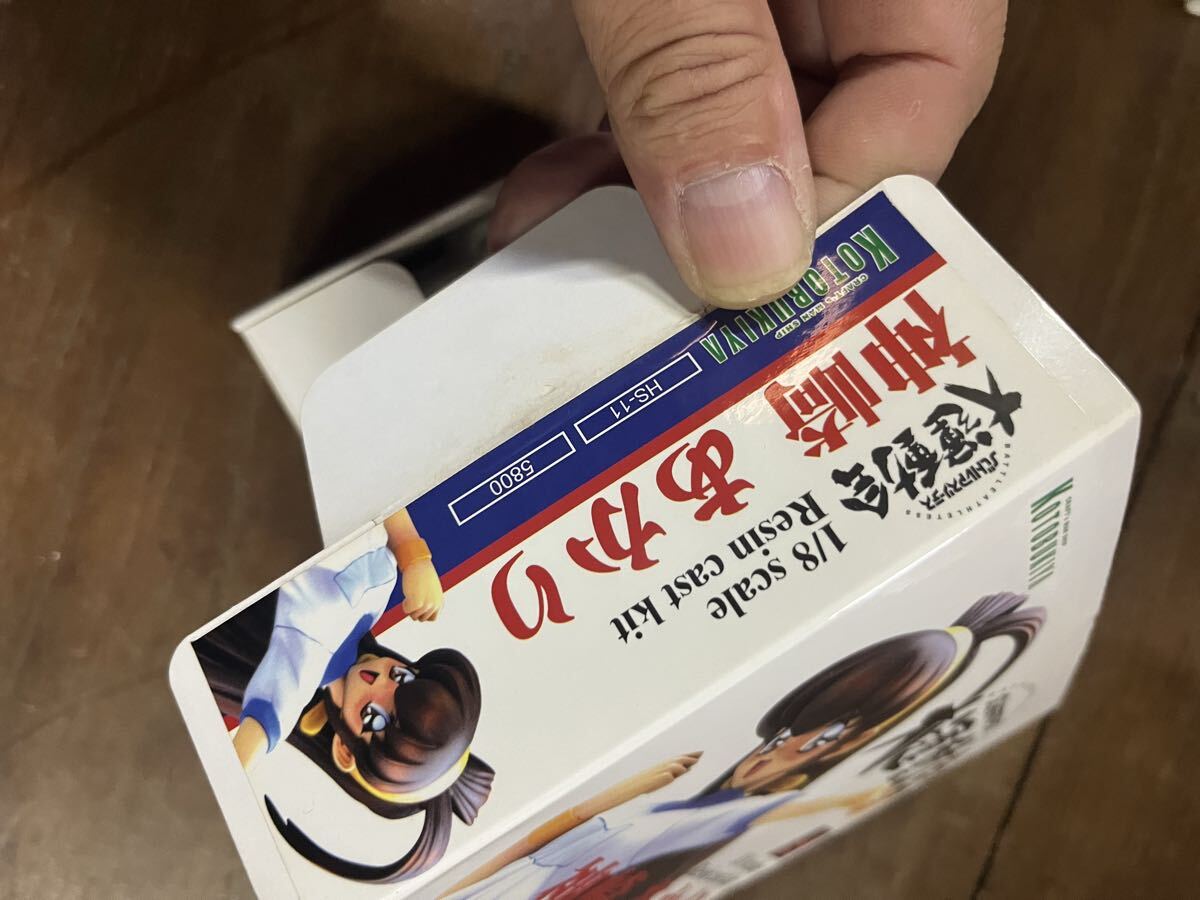 KOTOBUKIYA
CRAFT'S MAN SHIP
HS-11
5800
大運動会
バトルアスリーテス
BATTLEATHLETESS
神崎あかり
1/8 scale
Resin cast kit
KOTOBUKIYA